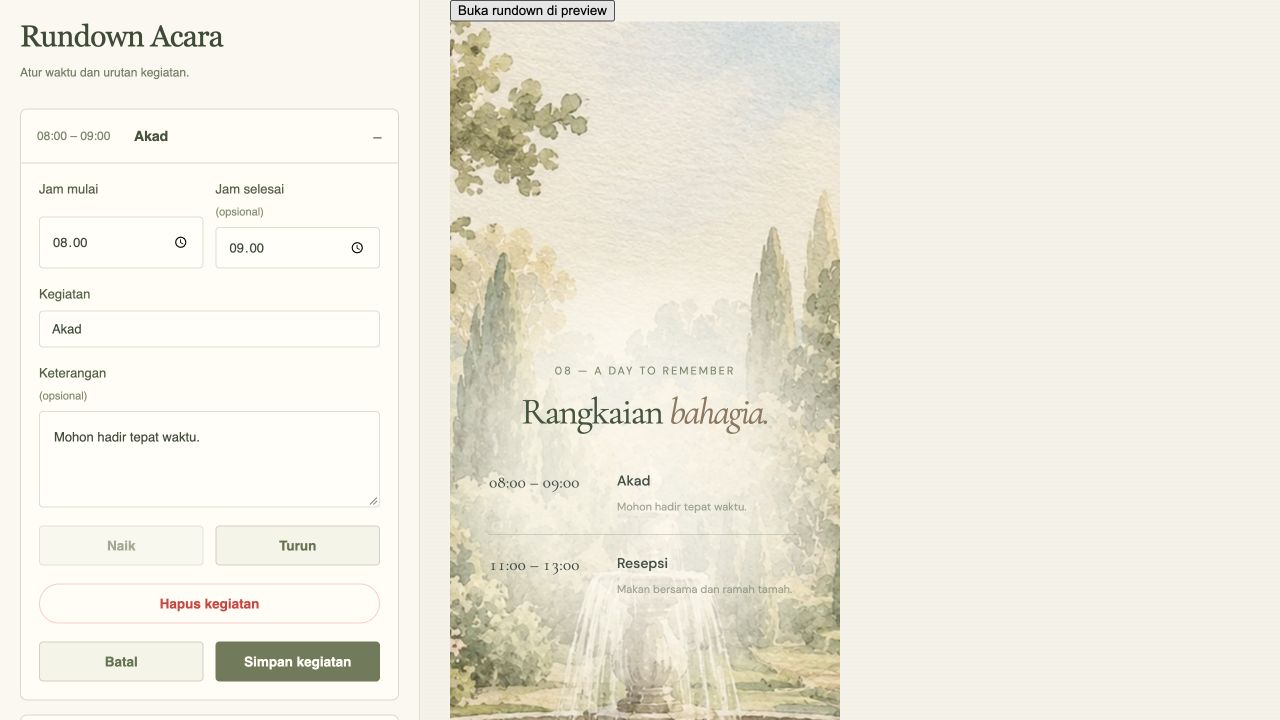 Rundown Acara
Atur waktu dan urutan kegiatan.
08:00 – 09:00 Akad –
Jam mulai
Jam selesai
(opsional)
08.00
09.00
Kegiatan
Akad
Keterangan
(opsional)
Mohon hadir tepat waktu.
Naik
Turun
Hapus kegiatan
Batal
Simpan kegiatan
Buka rundown di preview
08 — A DAY TO REMEMBER
Rangkaian bahagia.
08:00 – 09:00
Akad
Mohon hadir tepat waktu.
11:00 – 13:00
Resepsi
Makan bersama dan ramah tamah.